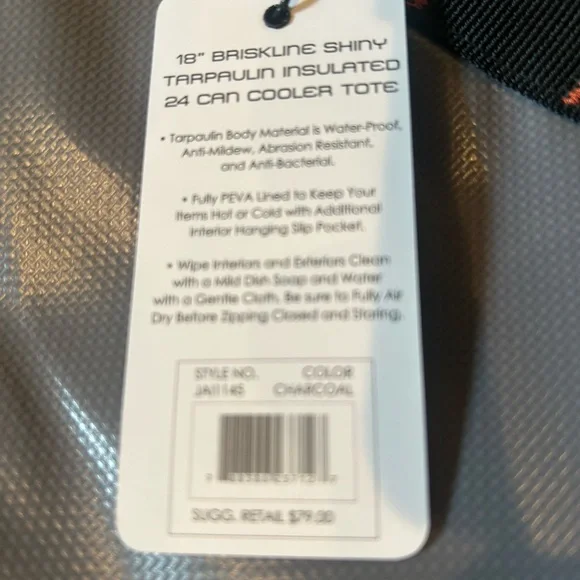 18" BRISKLINE SHINY
TARPAULIN INSULATED
24 CAN COOLER TOTE
• Tarpaulin Body Material is Water-Proof,
Anti-Mildew, Abrasion Resistant,
and Anti-Bacterial.
• Fully PEVA Lined to Keep Your
Items Hot or Cold with Additional
Interior Hanging Slip Pocket.
• Wipe Interiors and Exteriors Clean
with a Mild Dish Soap and Water
with a Gentle Cloth. Be sure to Fully Air
Dry Before Zipping Closed and Storing.
STYLE NO. COLOR
JA1145 CHARCOAL
SUGG. RETAIL $79.00